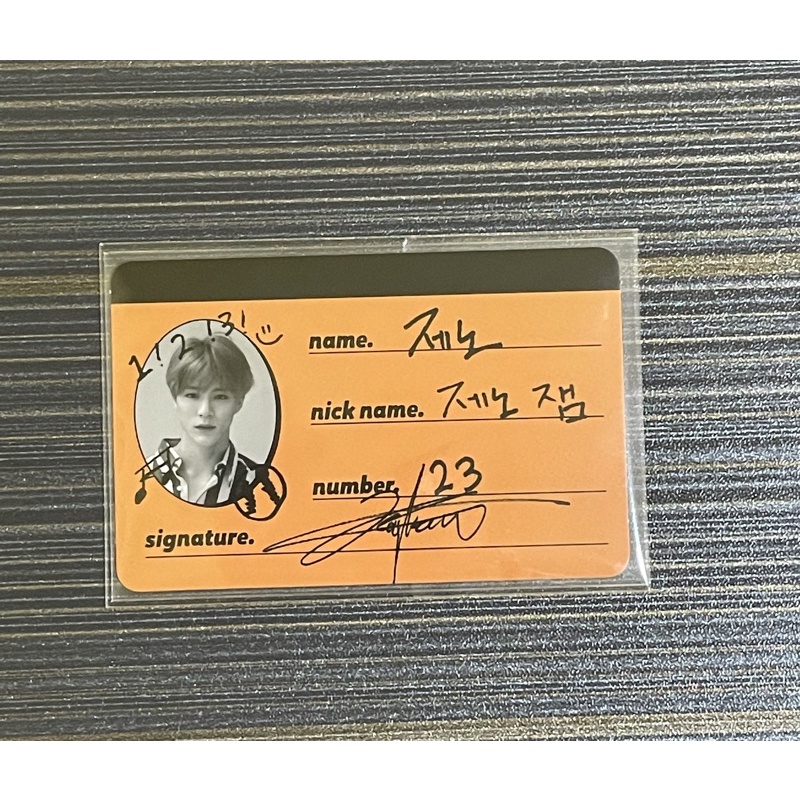 1! 2! 3!
name. 제노
nick name. 제노 잼
number. 23
signature.